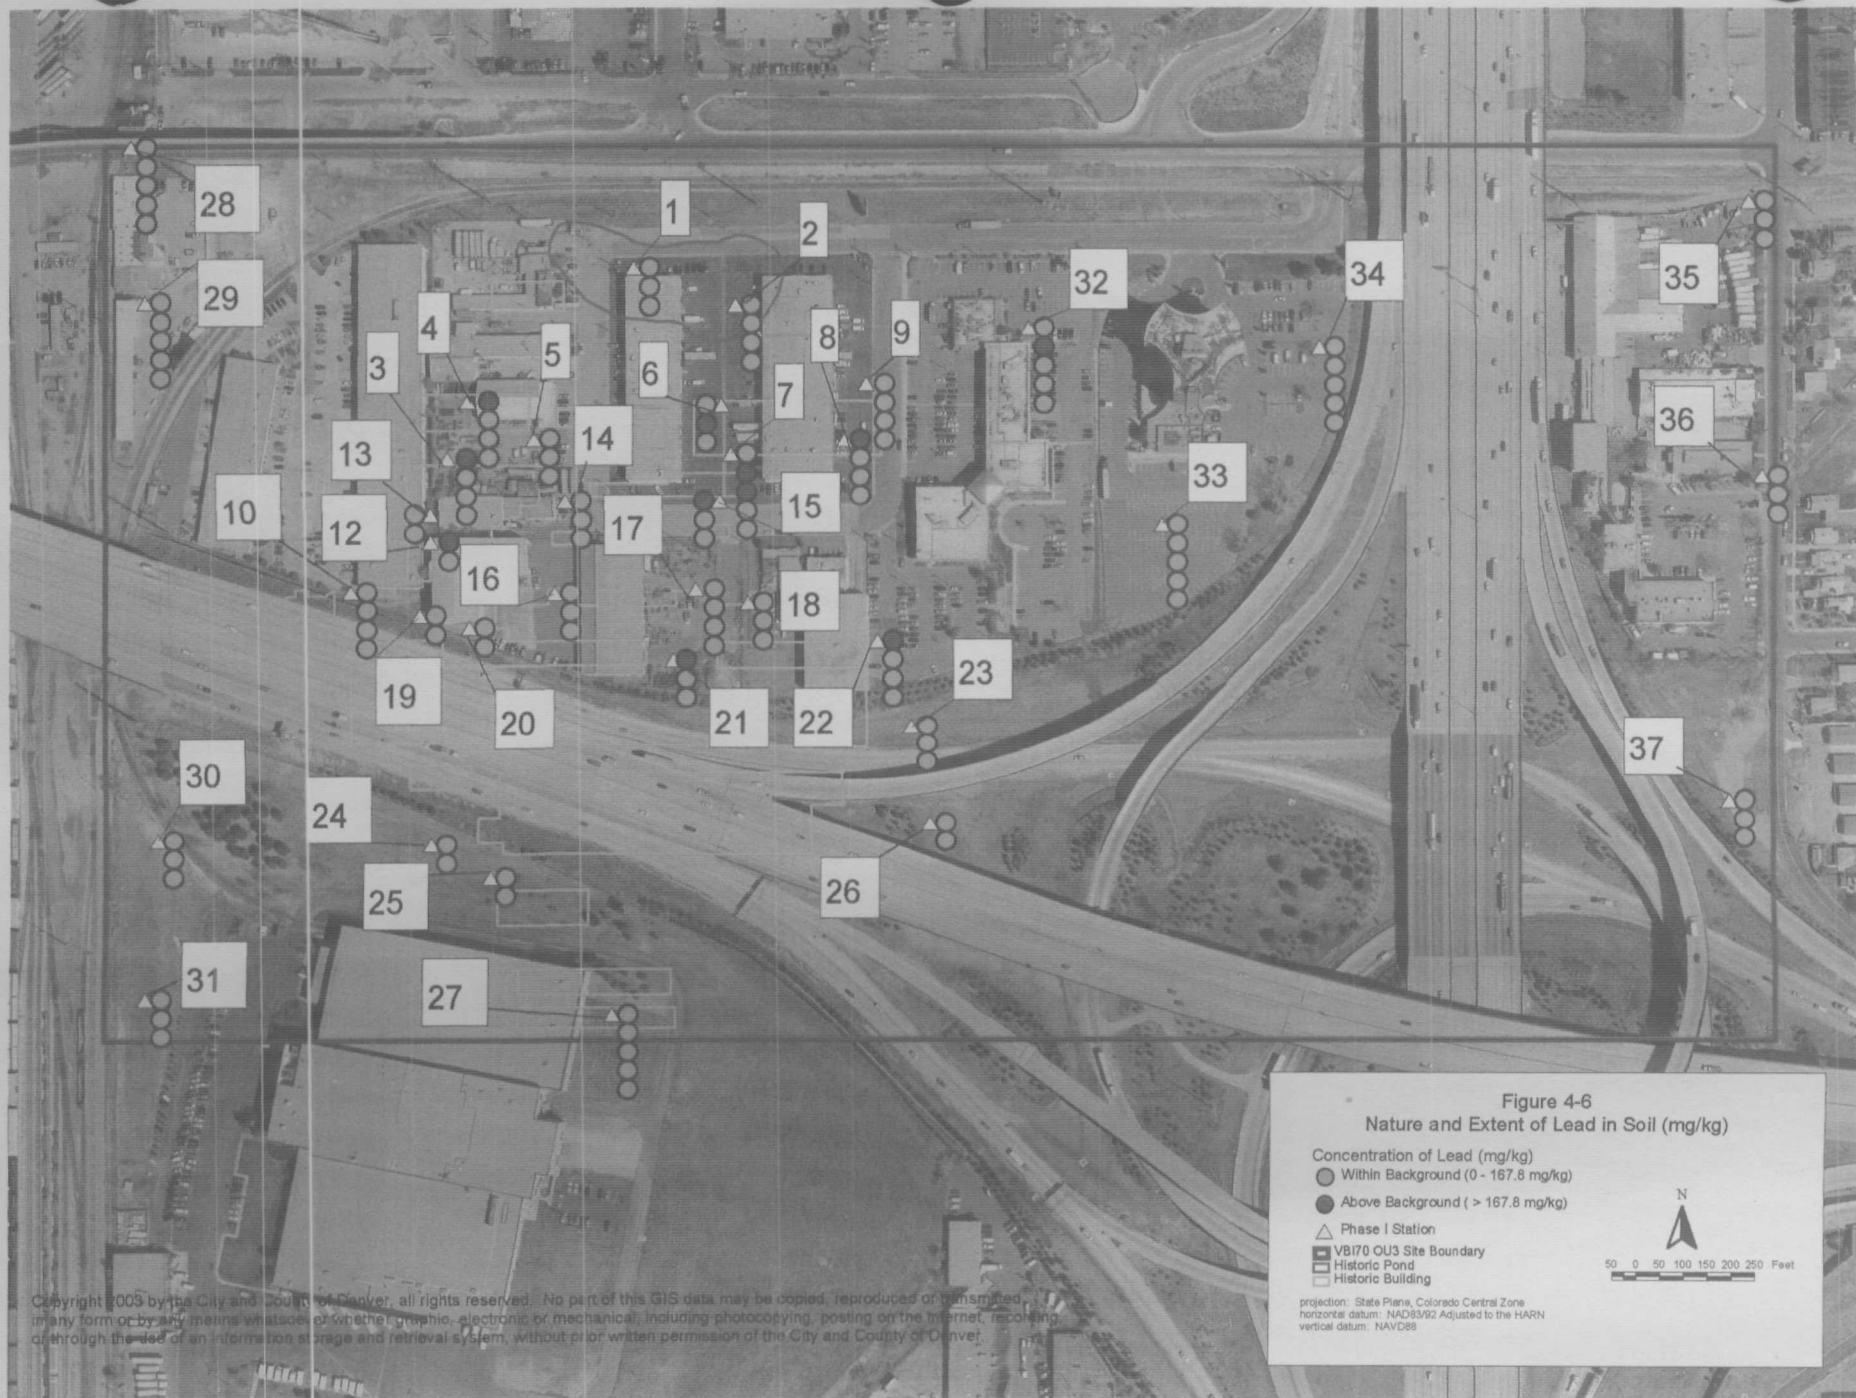 28
1
2
29
32
34
35
4
9
8
5
3
6
7
36
14
13
33
10
15
17
12
16
18
23
19
20
21
22
37
30
24
26
25
31
27
Figure 4-6
Nature and Extent of Lead in Soil (mg/kg)
Concentration of Lead (mg/kg)
Within Background (0 - 167.8 mg/kg)
Above Background ( > 167.8 mg/kg)
Phase I Station
VBI70 OU3 Site Boundary
Historic Pond
Historic Building
N
50 0 50 100 150 200 250 Feet
projection: State Plane, Colorado Central Zone
horizontal datum: NAD83/92 Adjusted to the HARN
vertical datum: NAVD88
Copyright 2003 by the City and County of Denver, all rights reserved. No part of this GIS data may be copied, reproduced or transmitted,
in any form or by any means whatsoever whether graphic, electronic or mechanical, including photocopying, posting on the internet, recording,
or through the use of an information storage and retrieval system, without prior written permission of the City and County of Denver.